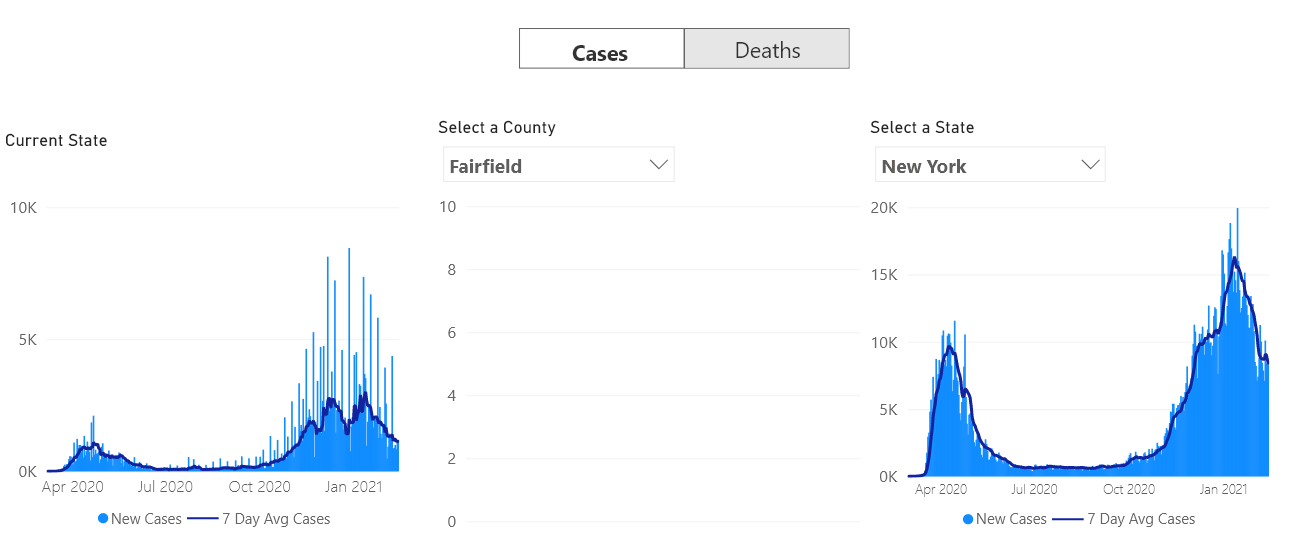 Cases
Deaths
Current State
10K
5K
0K
Apr 2020
Jul 2020
Oct 2020
Jan 2021
New Cases
7 Day Avg Cases
Select a County
Fairfield
10
8
6
4
2
0
Select a State
New York
20K
15K
10K
5K
0K
Apr 2020
Jul 2020
Oct 2020
Jan 2021
New Cases
7 Day Avg Cases